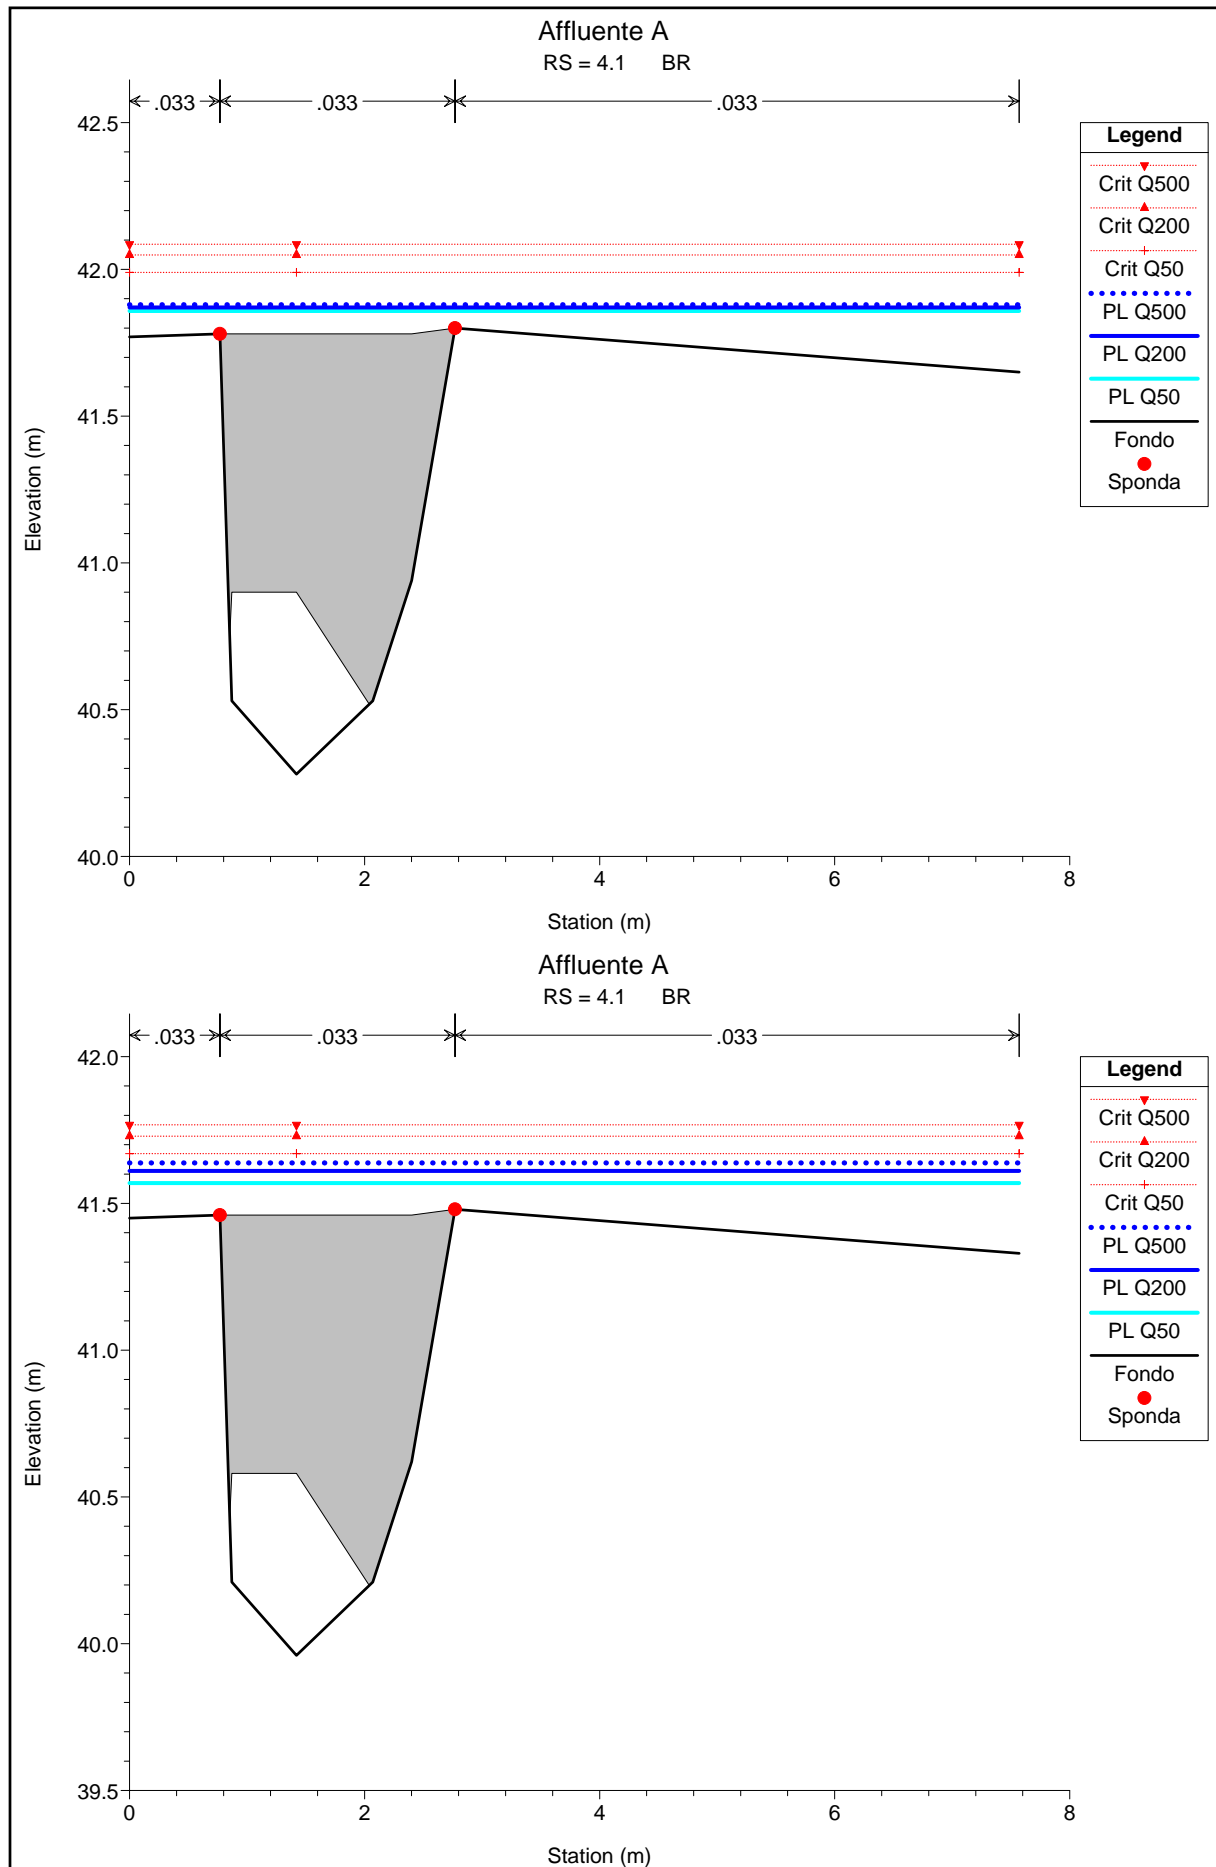 Affluente A
RS = 4.1 BR
.033 .033 .033
42.5
42.0
41.5
41.0
40.5
40.0
0 2 4 6 8
Station (m)
Elevation (m)
Legend
Crit Q500
Crit Q200
Crit Q50
PL Q500
PL Q200
PL Q50
Fondo
Sponda
Affluente A
RS = 4.1 BR
.033 .033 .033
42.0
41.5
41.0
40.5
40.0
39.5
0 2 4 6 8
Station (m)
Elevation (m)
Legend
Crit Q500
Crit Q200
Crit Q50
PL Q500
PL Q200
PL Q50
Fondo
Sponda